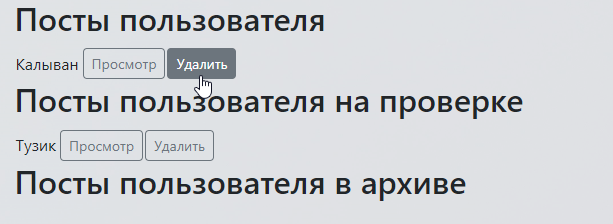 Посты пользователя
Калыван Просмотр Удалить
Посты пользователя на проверке
Тузик Просмотр Удалить
Посты пользователя в архиве